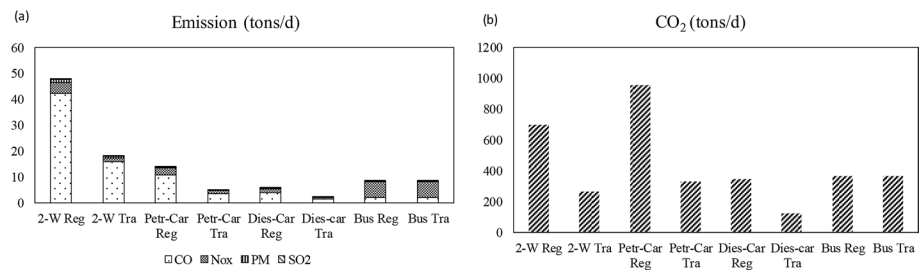 (a)
Emission (tons/d)
60
50
40
30
20
10
0
2-W Reg 2-W Tra Petr-Car Reg Petr-Car Tra Dies-Car Reg Dies-car Tra Bus Reg Bus Tra
CO Nox PM SO2
(b)
CO2 (tons/d)
1200
1000
800
600
400
200
0
2-W Reg 2-W Tra Petr-Car Reg Petr-Car Tra Dies-Car Reg Dies-car Tra Bus Reg Bus Tra